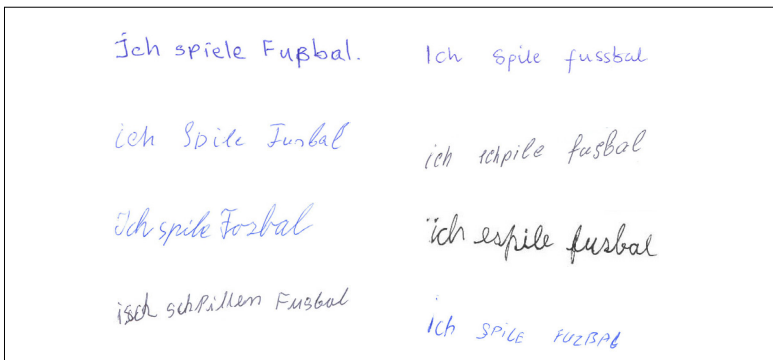 Ich spiele Fußbal.
ich Spile Fusbal
Ich spile Fosbal
isch schpillen Fusbal
Ich spile fussbal
ich schpile fusbal
ich espile fusbal
ich SPILE FUZBAL